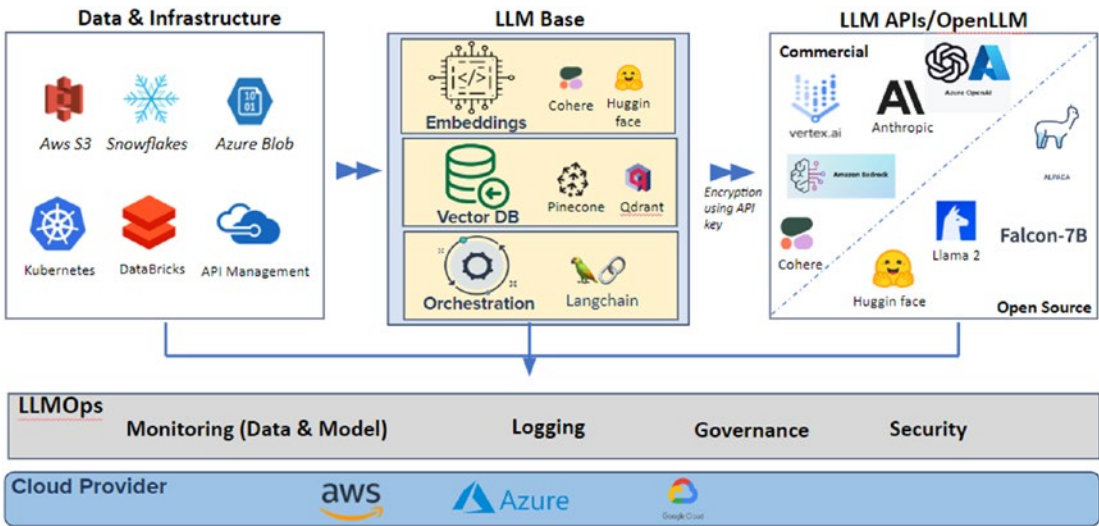 Data & Infrastructure
LLM Base
LLM APIs/OpenLLM
Aws S3
Snowflakes
Azure Blob
Kubernetes
DataBricks
API Management
</>
Embeddings
Cohere
Huggin
face
Vector DB
Pinecone
Qdrant
Orchestration
Langchain
Encryption
using API
key
Commercial
vertex.ai
Anthropic
Azure OpenAI
Amazon Bedrock
Cohere
Huggin face
ALPACA
Llama 2
Falcon-7B
Open Source
LLMOps
Monitoring (Data & Model)
Logging
Governance
Security
Cloud Provider
aws
Azure
Google Cloud
10
01